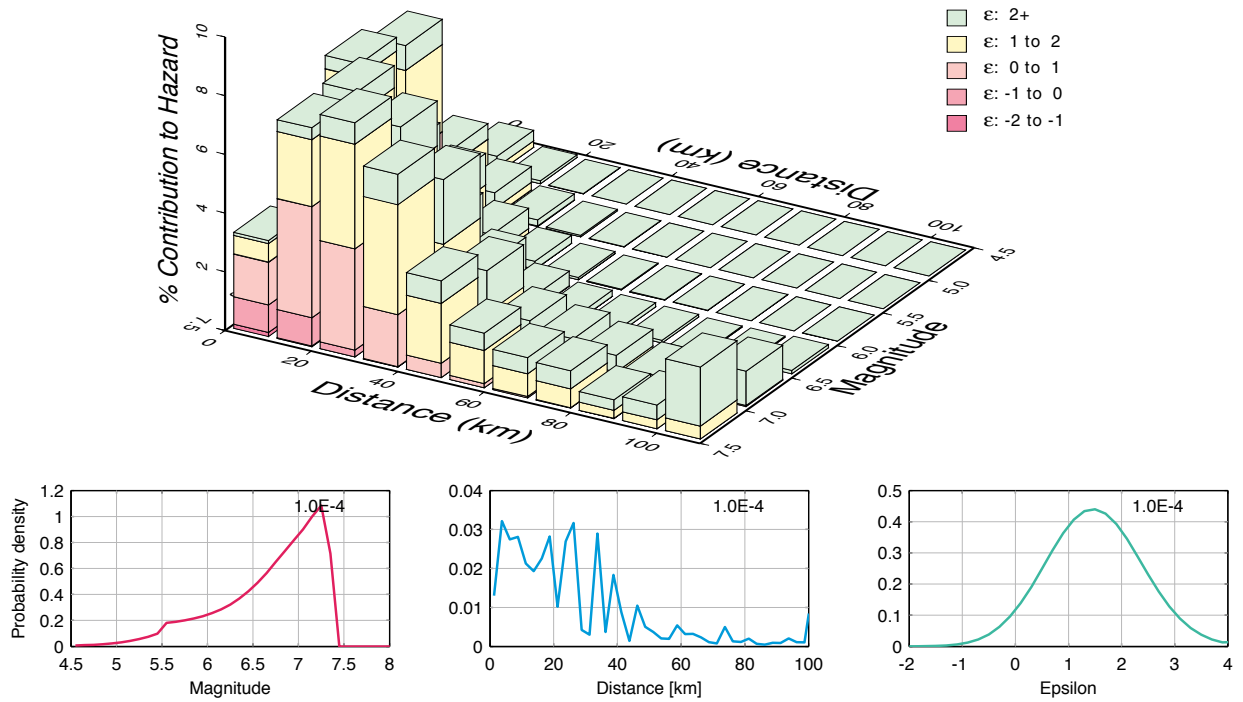 ε: 2+
ε: 1 to 2
ε: 0 to 1
ε: -1 to 0
ε: -2 to -1
% Contribution to Hazard
10
8
6
4
2
Distance (km)
0
20
40
60
80
100
Distance (km)
0
20
40
60
80
100
Magnitude
4.5
5.0
5.5
6.0
6.5
7.0
7.5
7.5
Probability density
1.2
1
0.8
0.6
0.4
0.2
0
1.0E-4
4.5 5 5.5 6 6.5 7 7.5 8
Magnitude
0.04
0.03
0.02
0.01
0
1.0E-4
0 20 40 60 80 100
Distance [km]
0.5
0.4
0.3
0.2
0.1
0
1.0E-4
-2 -1 0 1 2 3 4
Epsilon